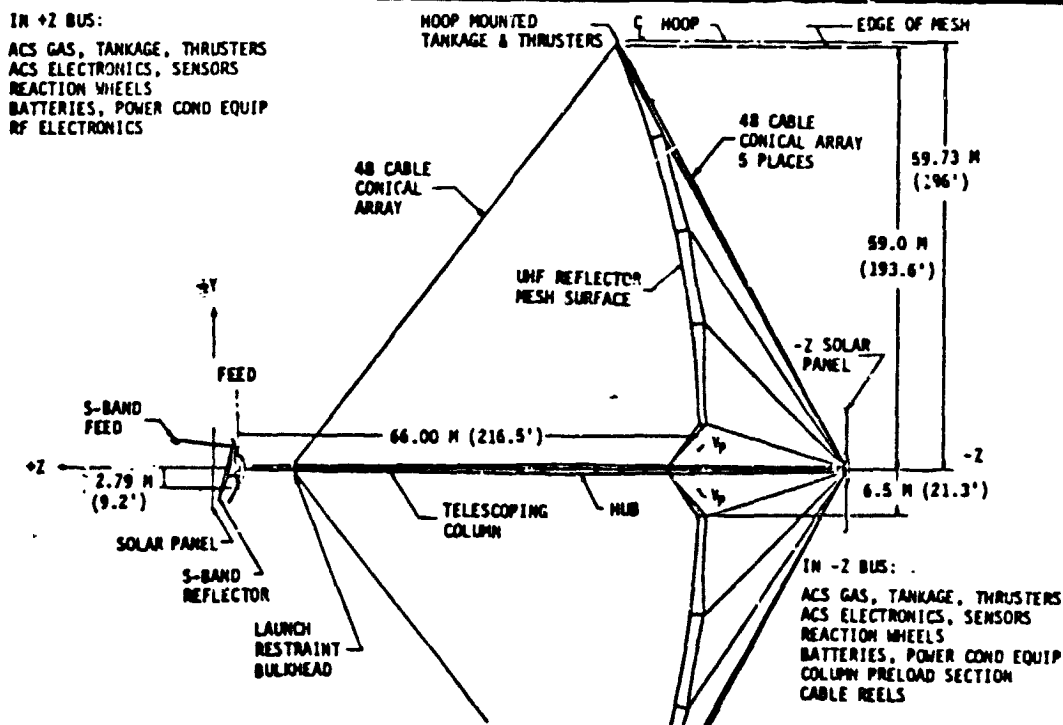 IN +Z BUS:
ACS GAS, TANKAGE, THRUSTERS
ACS ELECTRONICS, SENSORS
REACTION WHEELS
BATTERIES, POWER COND EQUIP
RF ELECTRONICS
HOOP MOUNTED
TANKAGE & THRUSTERS
C HOOP
EDGE OF MESH
48 CABLE
CONICAL
ARRAY
48 CABLE
CONICAL ARRAY
5 PLACES
59.73 M
(196')
59.0 M
(193.6')
UHF REFLECTOR
MESH SURFACE
+Y
-Z SOLAR
PANEL
FEED
S-BAND
FEED
66.00 M (216.5')
Vp
+Z
-Z
2.79 M
(9.2')
Vp
6.5 M (21.3')
TELESCOPING
COLUMN
HUB
SOLAR PANEL
S-BAND
REFLECTOR
LAUNCH
RESTRAINT
BULKHEAD
IN -Z BUS:
ACS GAS, TANKAGE, THRUSTERS
ACS ELECTRONICS, SENSORS
REACTION WHEELS
BATTERIES, POWER COND EQUIP
COLUMN PRELOAD SECTION
CABLE REELS